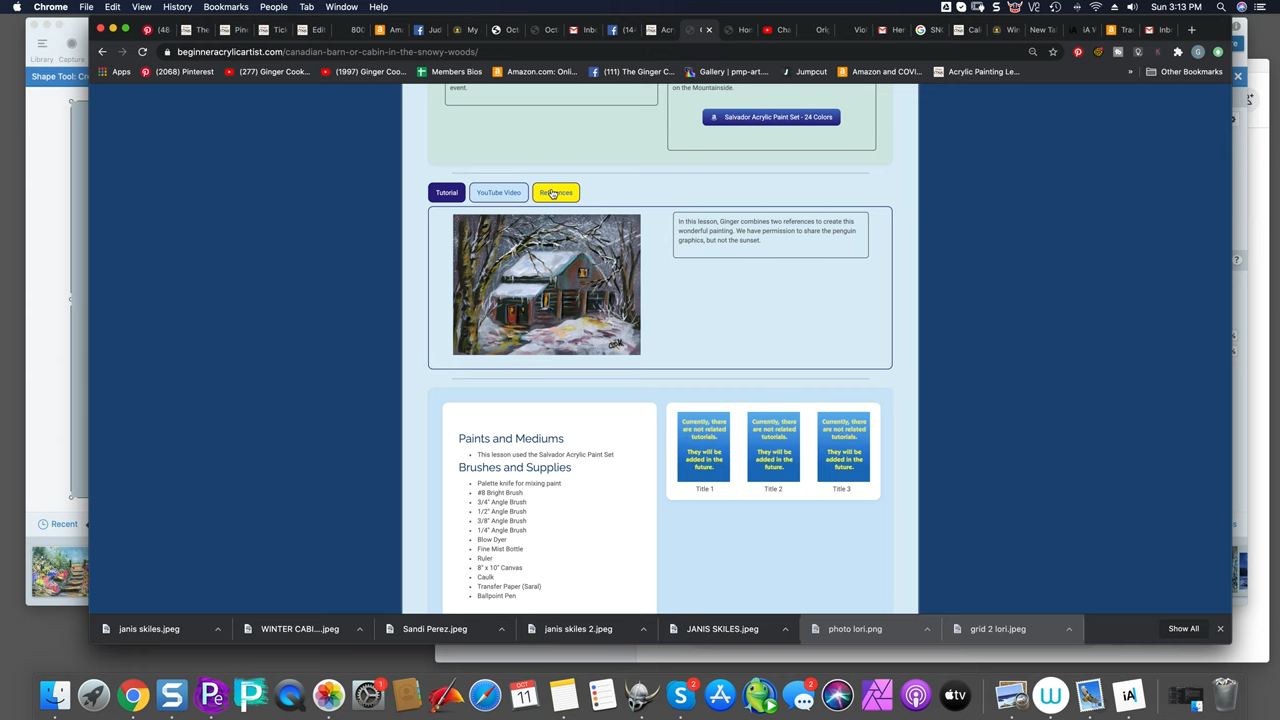 Chrome File Edit View History Bookmarks People Tab Window Help
Sun 3:13 PM
beginneracrylicartist.com/canadian-barn-or-cabin-in-the-snowy-woods/
Apps (2068) Pinterest (277) Ginger Cook... (1997) Ginger Cook... Members Bios Amazon.com: Onli... (111) The Ginger C... Gallery | pmp-art.... Jumpcut Amazon and COVI... Acrylic Painting Le... » Other Bookmarks
Library Capture
Shape Tool: Cre
event.
on the Mountainside.
Salvador Acrylic Paint Set - 24 Colors
Tutorial YouTube Video References
In this lesson, Ginger combines two references to create this
wonderful painting. We have permission to share the penguin
graphics, but not the sunset.
Paints and Mediums
This lesson used the Salvador Acrylic Paint Set
Brushes and Supplies
Palette knife for mixing paint
#8 Bright Brush
3/4" Angle Brush
1/2" Angle Brush
3/8" Angle Brush
1/4" Angle Brush
Blow Dyer
Fine Mist Bottle
Ruler
8" x 10" Canvas
Caulk
Transfer Paper (Saral)
Ballpoint Pen
Currently, there are not related tutorials. They will be added in the future.
Currently, there are not related tutorials. They will be added in the future.
Currently, there are not related tutorials. They will be added in the future.
Title 1 Title 2 Title 3
Recent
janis skiles.jpeg WINTER CABI....jpeg Sandi Perez.jpeg janis skiles 2.jpeg JANIS SKILES.jpeg photo lori.png grid 2 lori.jpeg Show All
OCT
11
tv
iA